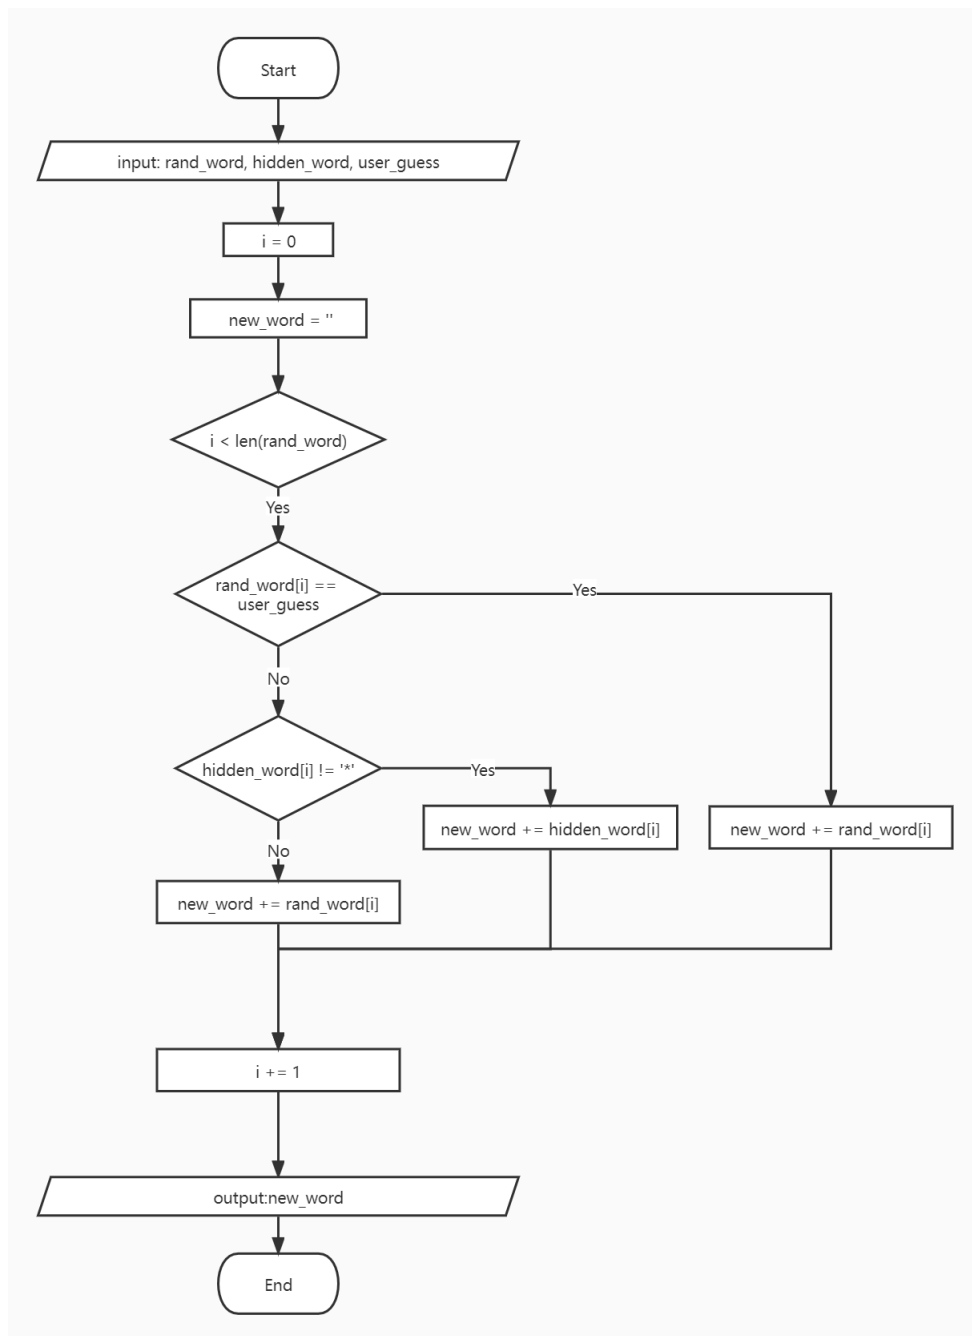 Start
input: rand_word, hidden_word, user_guess
i = 0
new_word = ''
i < len(rand_word)
Yes
rand_word[i] ==
user_guess
Yes
No
hidden_word[i] != '*'
Yes
new_word += hidden_word[i]
new_word += rand_word[i]
No
new_word += rand_word[i]
i += 1
output:new_word
End